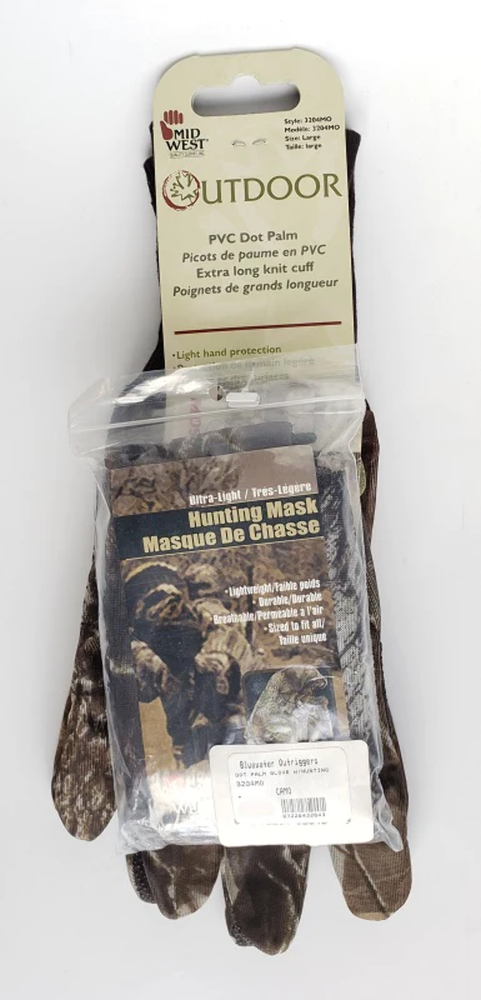 MID
WEST
Style: 3204MO
Modèle: 3204MO
Size: Large
Taille: large
OUTDOOR
PVC Dot Palm
Picots de paume en PVC
Extra long knit cuff
Poignets de grands longueur
•Light hand protection
main légère
Ultra-Light / Très-Légère
Hunting Mask
Masque De Chasse
•Lightweight/Faible poids
• Durable/Durable
•Breathable/Permeable a l'air
•Sized to fit all/
Taille unique
Bluewater Outriggers
DOT PALM GLOVE W/HUNTING
3204MO
CAMO